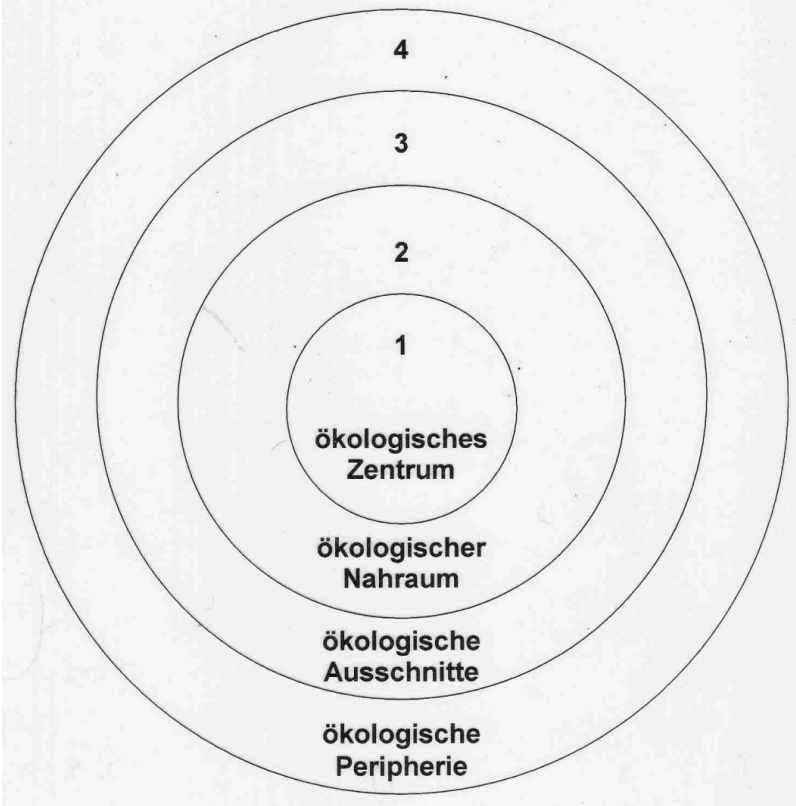 4
3
2
1
ökologisches
Zentrum
ökologischer
Nahraum
ökologische
Ausschnitte
ökologische
Peripherie